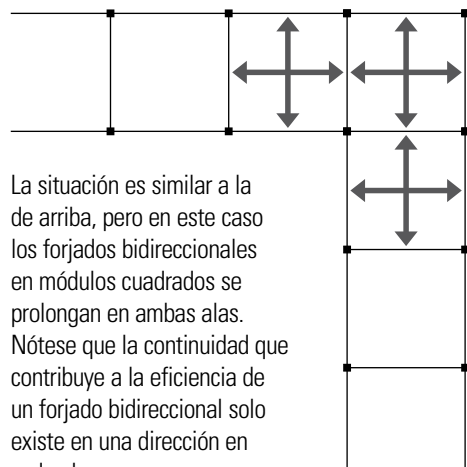 La situación es similar a la
de arriba, pero en este caso
los forjados bidireccionales
en módulos cuadrados se
prolongan en ambas alas.
Nótese que la continuidad que
contribuye a la eficiencia de
un forjado bidireccional solo
existe en una dirección en